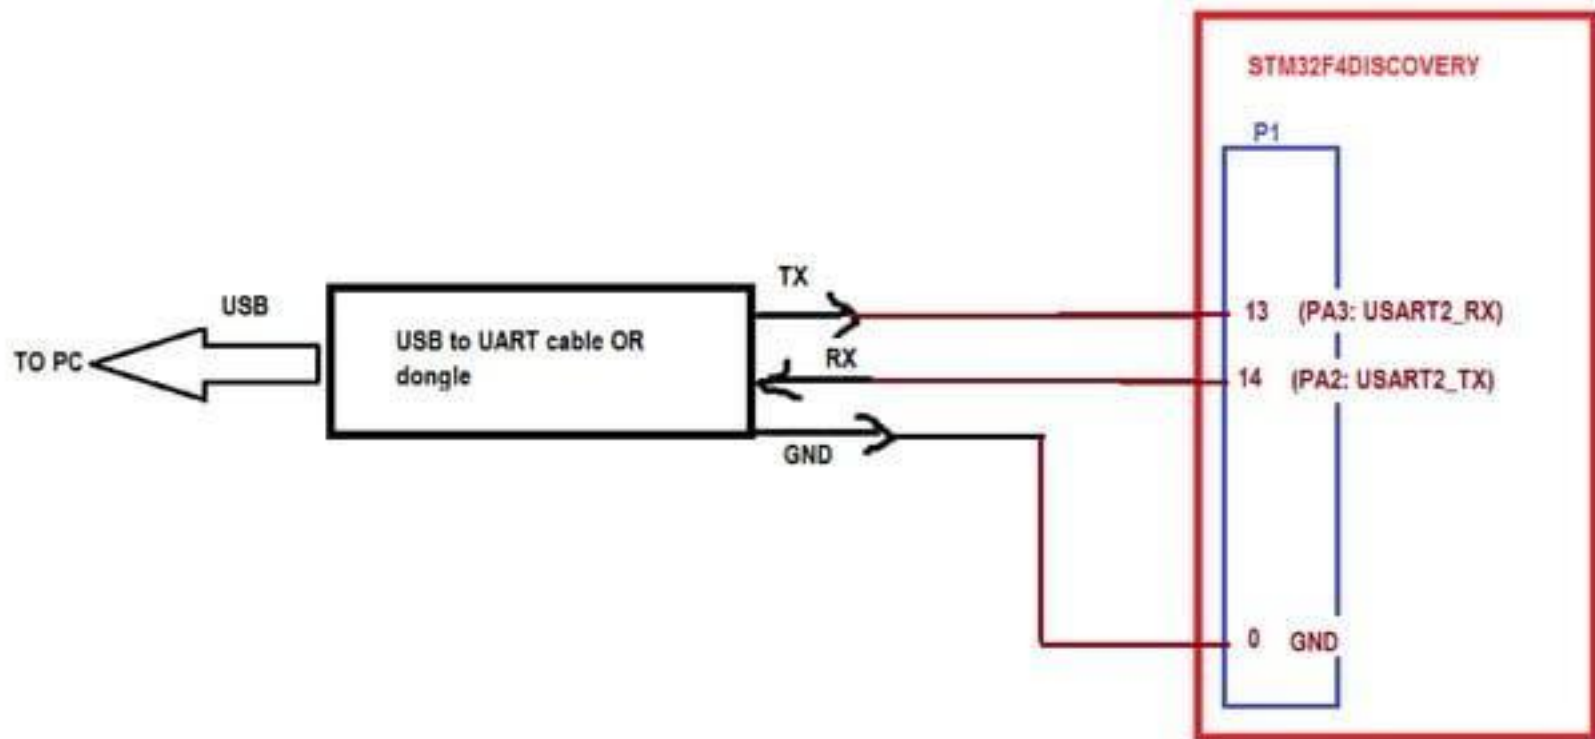 STM32F4DISCOVERY
P1
TX
USB
13 (PA3: USART2_RX)
USB to UART cable OR
dongle
TO PC
RX
14 (PA2: USART2_TX)
GND
0 GND